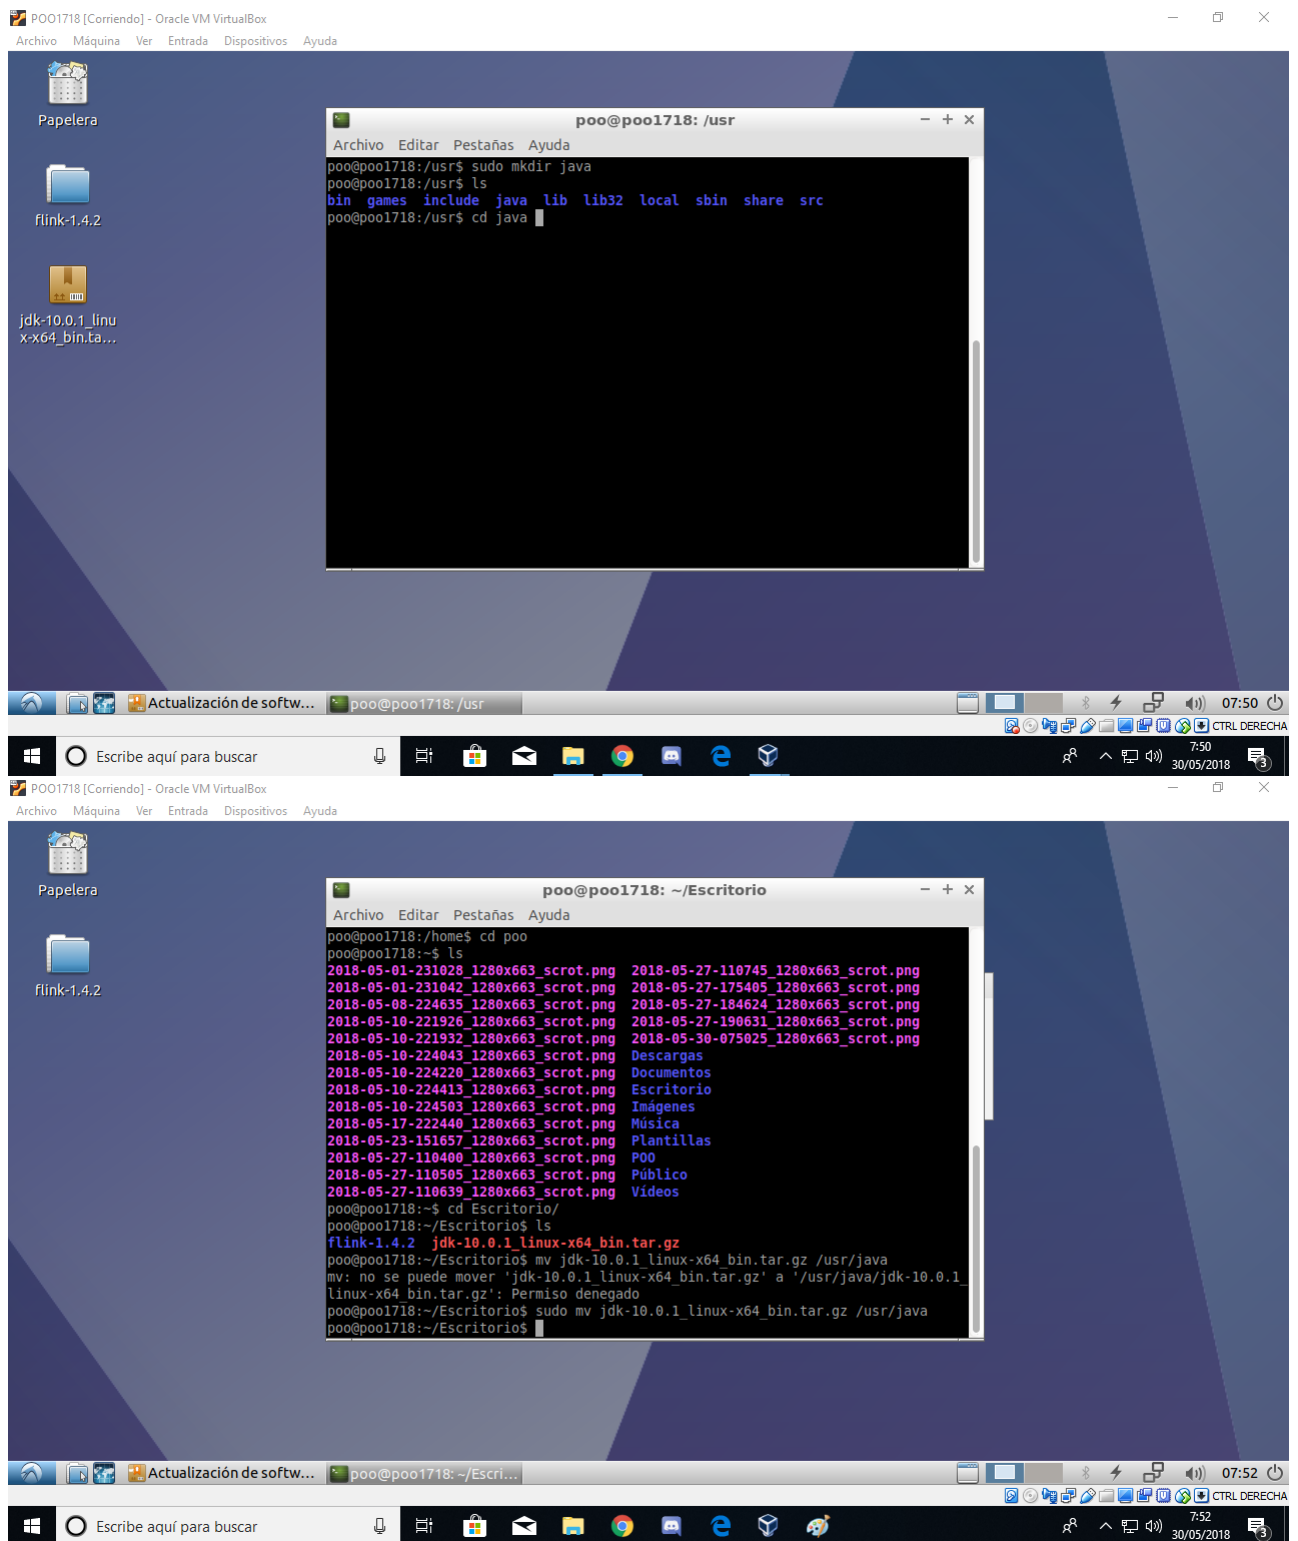 POO1718 [Corriendo] - Oracle VM VirtualBox
Archivo Máquina Ver Entrada Dispositivos Ayuda
Papelera
flink-1.4.2
jdk-10.0.1_linu
x-x64_bin.ta...
poo@poo1718: /usr
Archivo Editar Pestañas Ayuda
poo@poo1718:/usr$ sudo mkdir java
poo@poo1718:/usr$ ls
bin games include java lib lib32 local sbin share src
poo@poo1718:/usr$ cd java
Actualización de softw... poo@poo1718: /usr 07:50
CTRL DERECHA
Escribe aquí para buscar
7:50
30/05/2018
3
POO1718 [Corriendo] - Oracle VM VirtualBox
Archivo Máquina Ver Entrada Dispositivos Ayuda
Papelera
flink-1.4.2
poo@poo1718: ~/Escritorio
Archivo Editar Pestañas Ayuda
poo@poo1718:/home$ cd poo
poo@poo1718:~$ ls
2018-05-01-231028_1280x663_scrot.png 2018-05-27-110745_1280x663_scrot.png
2018-05-01-231042_1280x663_scrot.png 2018-05-27-175405_1280x663_scrot.png
2018-05-08-224635_1280x663_scrot.png 2018-05-27-184624_1280x663_scrot.png
2018-05-10-221926_1280x663_scrot.png 2018-05-27-190631_1280x663_scrot.png
2018-05-10-221932_1280x663_scrot.png 2018-05-30-075025_1280x663_scrot.png
2018-05-10-224043_1280x663_scrot.png Descargas
2018-05-10-224220_1280x663_scrot.png Documentos
2018-05-10-224413_1280x663_scrot.png Escritorio
2018-05-10-224503_1280x663_scrot.png Imágenes
2018-05-17-222440_1280x663_scrot.png Música
2018-05-23-151657_1280x663_scrot.png Plantillas
2018-05-27-110400_1280x663_scrot.png POO
2018-05-27-110505_1280x663_scrot.png Público
2018-05-27-110639_1280x663_scrot.png Vídeos
poo@poo1718:~$ cd Escritorio/
poo@poo1718:~/Escritorio$ ls
flink-1.4.2 jdk-10.0.1_linux-x64_bin.tar.gz
poo@poo1718:~/Escritorio$ mv jdk-10.0.1_linux-x64_bin.tar.gz /usr/java
mv: no se puede mover 'jdk-10.0.1_linux-x64_bin.tar.gz' a '/usr/java/jdk-10.0.1_
linux-x64_bin.tar.gz': Permiso denegado
poo@poo1718:~/Escritorio$ sudo mv jdk-10.0.1_linux-x64_bin.tar.gz /usr/java
poo@poo1718:~/Escritorio$
Actualización de softw... poo@poo1718: ~/Escri... 07:52
CTRL DERECHA
Escribe aquí para buscar
7:52
30/05/2018
3